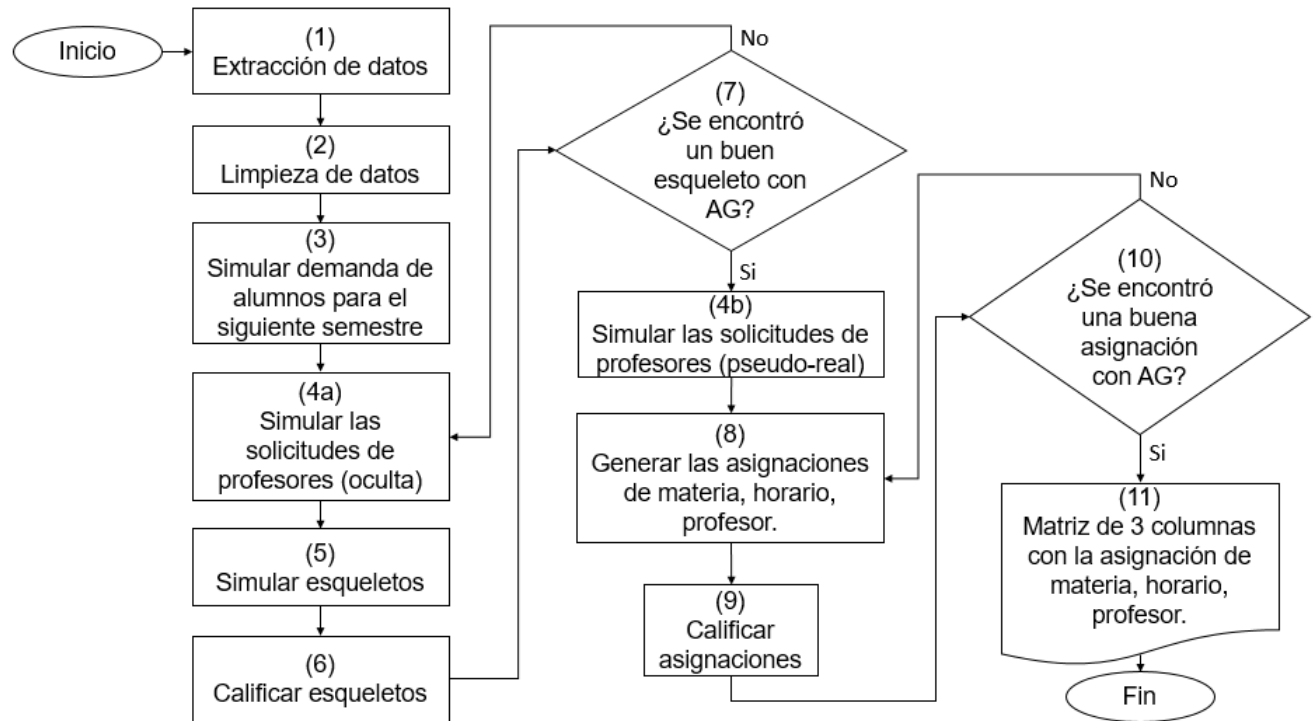 Inicio
(1)
Extracción de datos
(2)
Limpieza de datos
(3)
Simular demanda de
alumnos para el
siguiente semestre
(4a)
Simular las
solicitudes de
profesores (oculta)
(5)
Simular esqueletos
(6)
Calificar esqueletos
No
(7)
¿Se encontró
un buen
esqueleto con
AG?
Si
(4b)
Simular las solicitudes de
profesores (pseudo-real)
(8)
Generar las asignaciones
de materia, horario,
profesor.
(9)
Calificar
asignaciones
No
(10)
¿Se encontró
una buena
asignación
con AG?
Si
(11)
Matriz de 3 columnas
con la asignación de
materia, horario,
profesor.
Fin